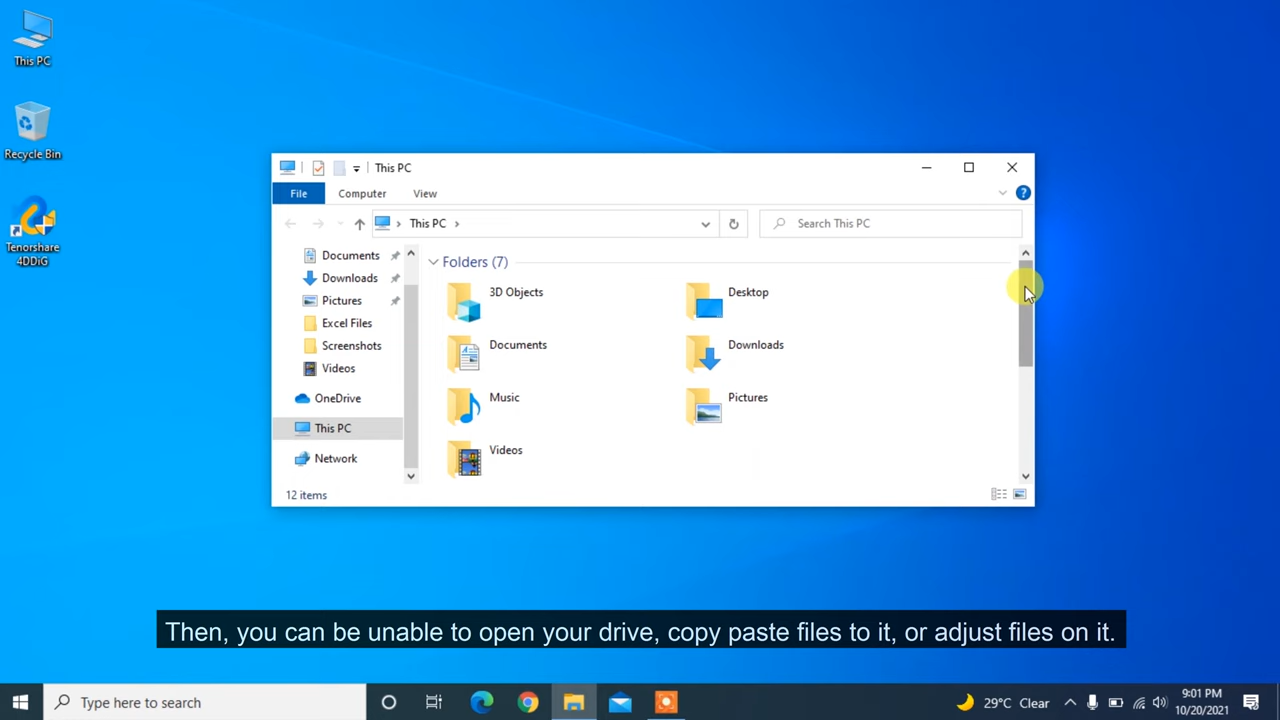 This PC
Recycle Bin
Tenorshare
4DDiG
This PC
File
Computer
View
This PC
Search This PC
Documents
Downloads
Pictures
Excel Files
Screenshots
Videos
OneDrive
This PC
Network
Folders (7)
3D Objects
Desktop
Documents
Downloads
Music
Pictures
Videos
12 items
Then, you can be unable to open your drive, copy paste files to it, or adjust files on it.
Type here to search
29°C Clear
9:01 PM
10/20/2021